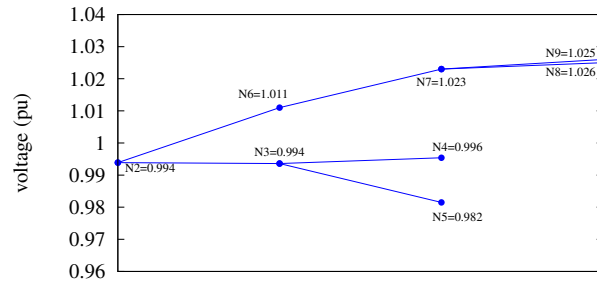 1.04
1.03
1.02
1.01
1
0.99
0.98
0.97
0.96
voltage (pu)
N9=1.025
N8=1.026
N7=1.023
N6=1.011
N3=0.994
N4=0.996
N2=0.994
N5=0.982